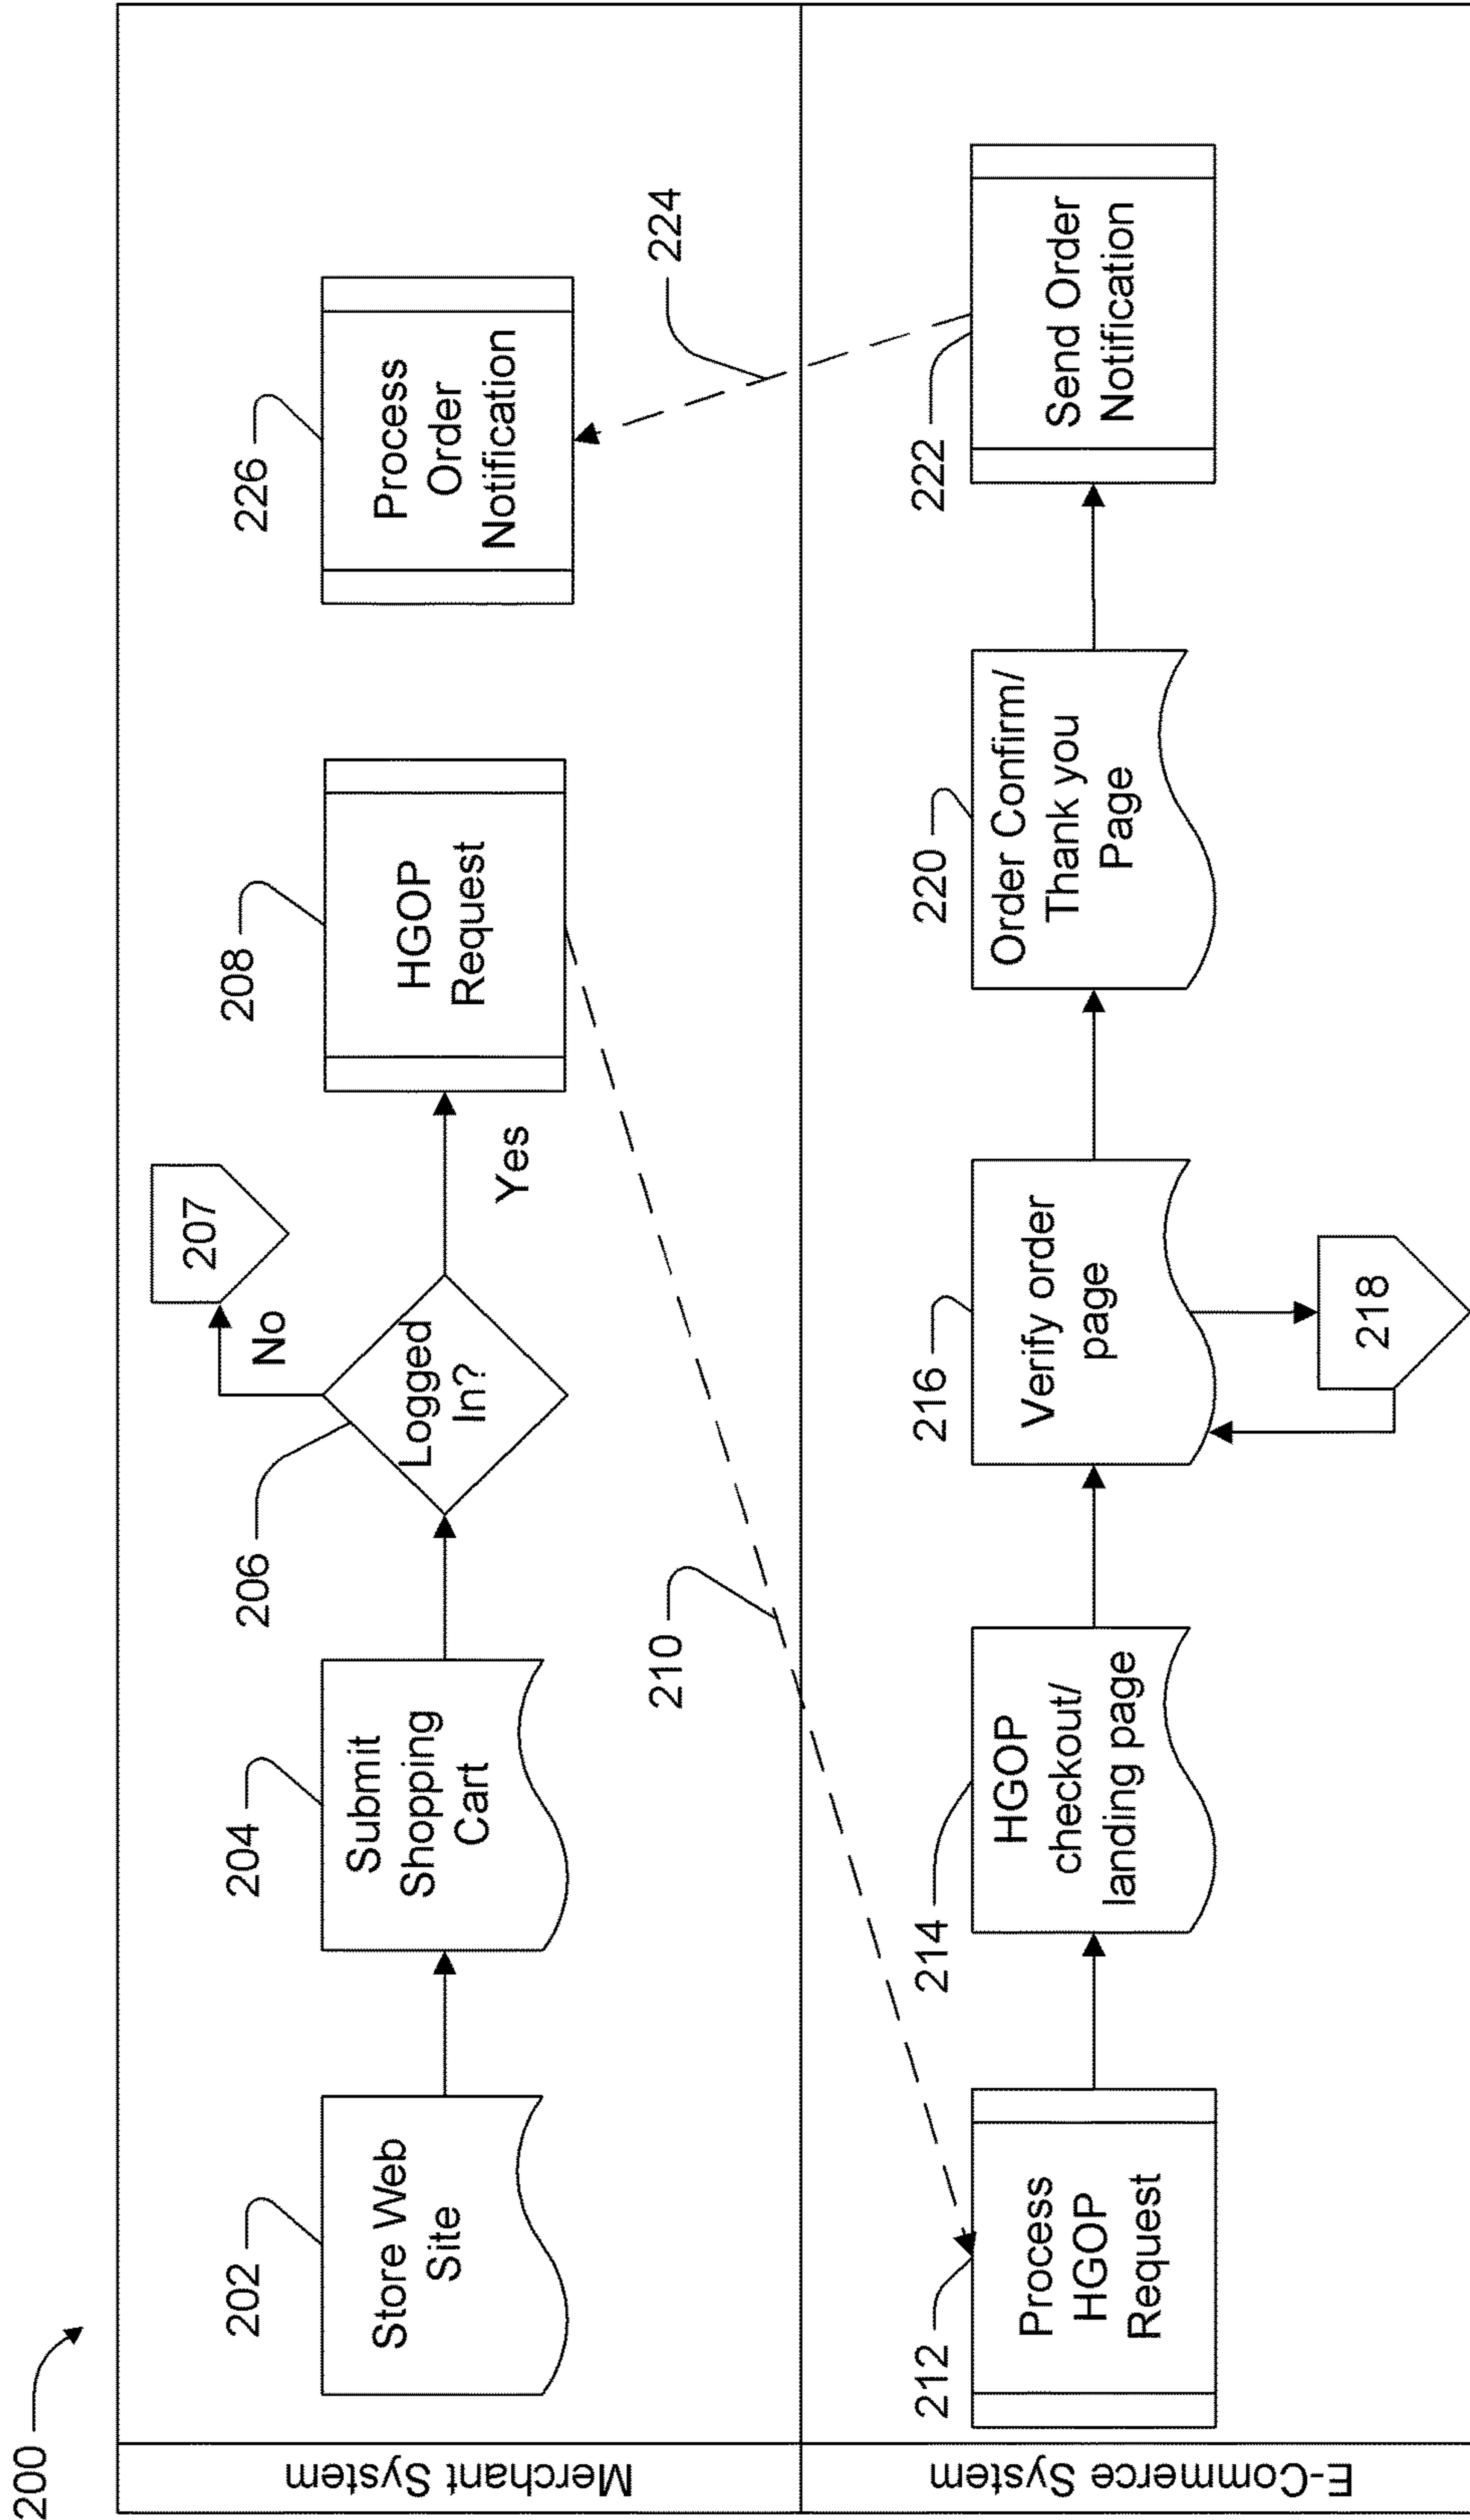 200
Merchant System
202
Store Web
Site
204
Submit
Shopping
Cart
206
Logged
In?
No
207
Yes
208
HGOP
Request
226
Process
Order
Notification
210
224
E-Commerce System
212
Process
HGOP
Request
214
HGOP
checkout/
landing page
216
Verify order
page
218
220
Order Confirm/
Thank you
Page
222
Send Order
Notification